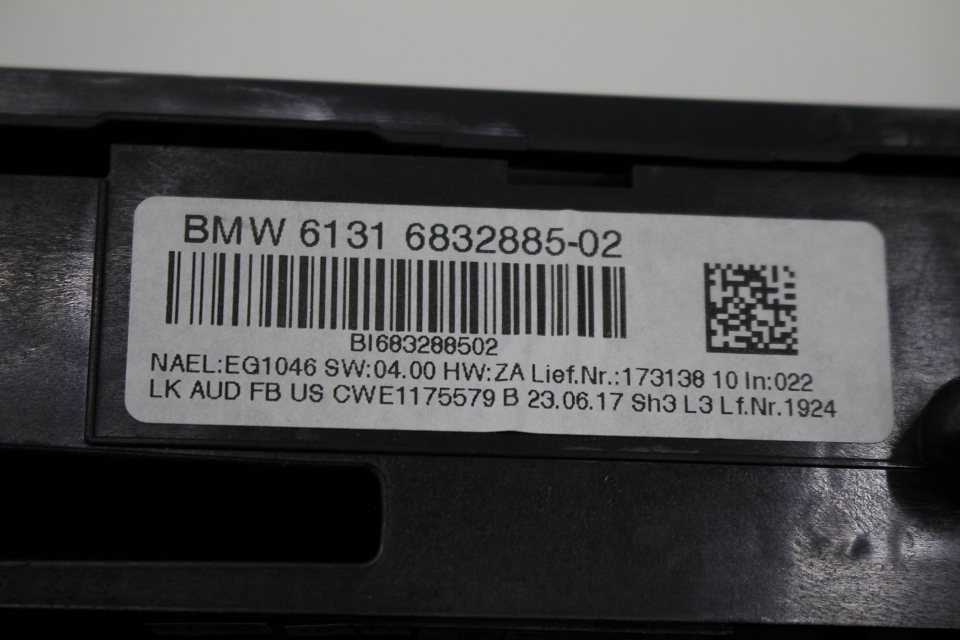 BMW 6131 6832885-02
BI683288502
NAEL:EG1046 SW:04.00 HW:ZA Lief.Nr.:173138 10 In:022
LK AUD FB US CWE1175579 B 23.06.17 Sh3 L3 Lf.Nr.1924